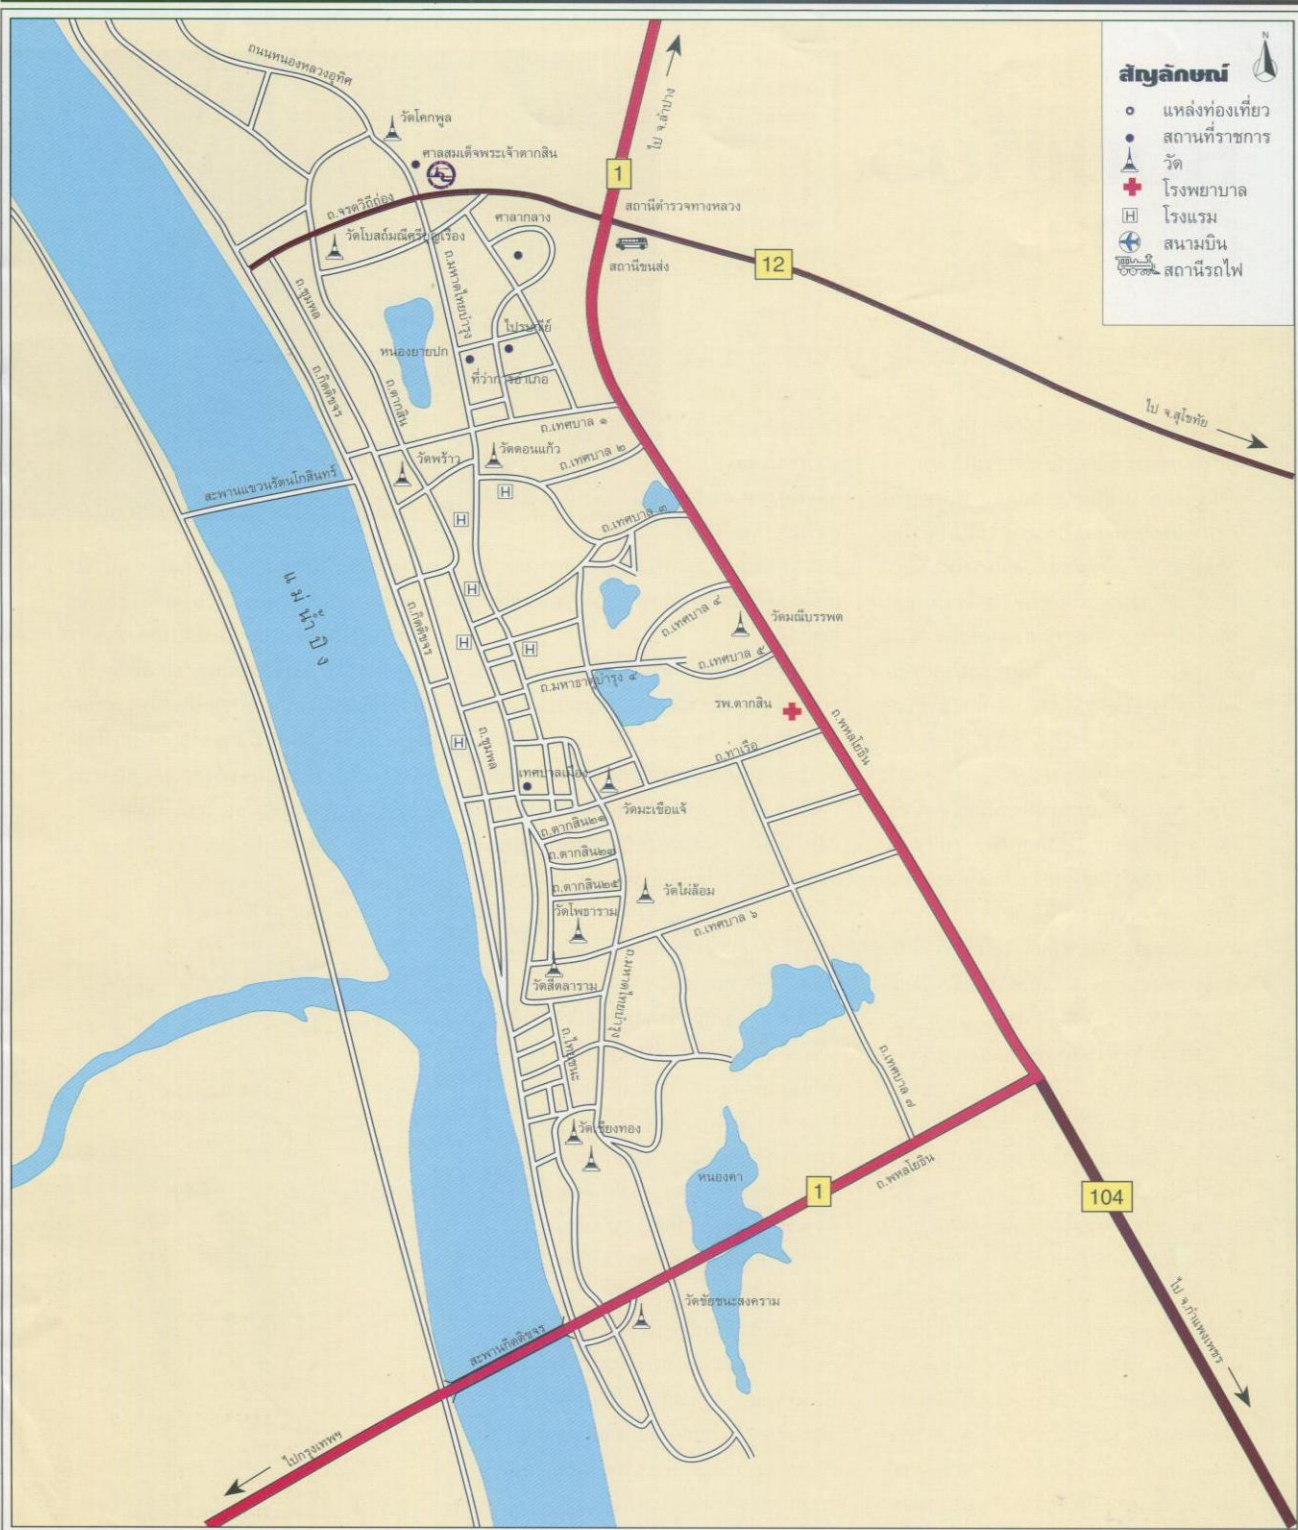 N
สัญลักษณ์
แหล่งท่องเที่ยว
สถานที่ราชการ
วัด
โรงพยาบาล
H โรงแรม
สนามบิน
สถานีรถไฟ
ถนนหนองหลวงอุทิศ
วัดโคกพูล
ไป จ.ลำปาง
ศาลสมเด็จพระเจ้าตากสิน
1
ถ.จรดวิถีถ่อง
สถานีตำรวจทางหลวง
ศาลากลาง
วัดโบสถ์มณีศรีบุญเรือง
สถานีขนส่ง
12
ถ.มหาดไทยบำรุง
ถ.ชุมพล
ไปรษณีย์
หนองยายปก
ที่ว่าการอำเภอ
ถ.กิตติขจร
ถ.ตากสิน
ไป จ.สุโขทัย
ถ.เทศบาล ๑
วัดพร้าว
วัดดอนแก้ว
ถ.เทศบาล ๒
สะพานแขวนรัตนโกสินทร์
H
H
ถ.เทศบาล ๓
แม่น้ำปิง
H
ถ.กิตติขจร
ถ.เทศบาล ๔
วัดมณีบรรพต
H
H
ถ.เทศบาล ๕
ถ.มหาธาตุบำรุง ๔
รพ.ตากสิน
ถ.พหลโยธิน
H
ถ.ชุมพล
ถ.ท่าเรือ
เทศบาลเมือง
วัดมะเขือแจ้
ถ.ตากสิน๒๑
ถ.ตากสิน๒๓
ถ.ตากสิน๒๕
วัดไผ่ล้อม
วัดโพธาราม
ถ.เทศบาล ๖
วัดสีตลาราม
ถ.มหาดไทยบำรุง
ถ.ไทยชนะ
ถ.เทศบาล ๗
วัดเชียงทอง
หนองคา
1
ถ.พหลโยธิน
104
วัดชัยชนะสงคราม
ไป จ.กำแพงเพชร
สะพานกิตติขจร
ไปกรุงเทพฯ